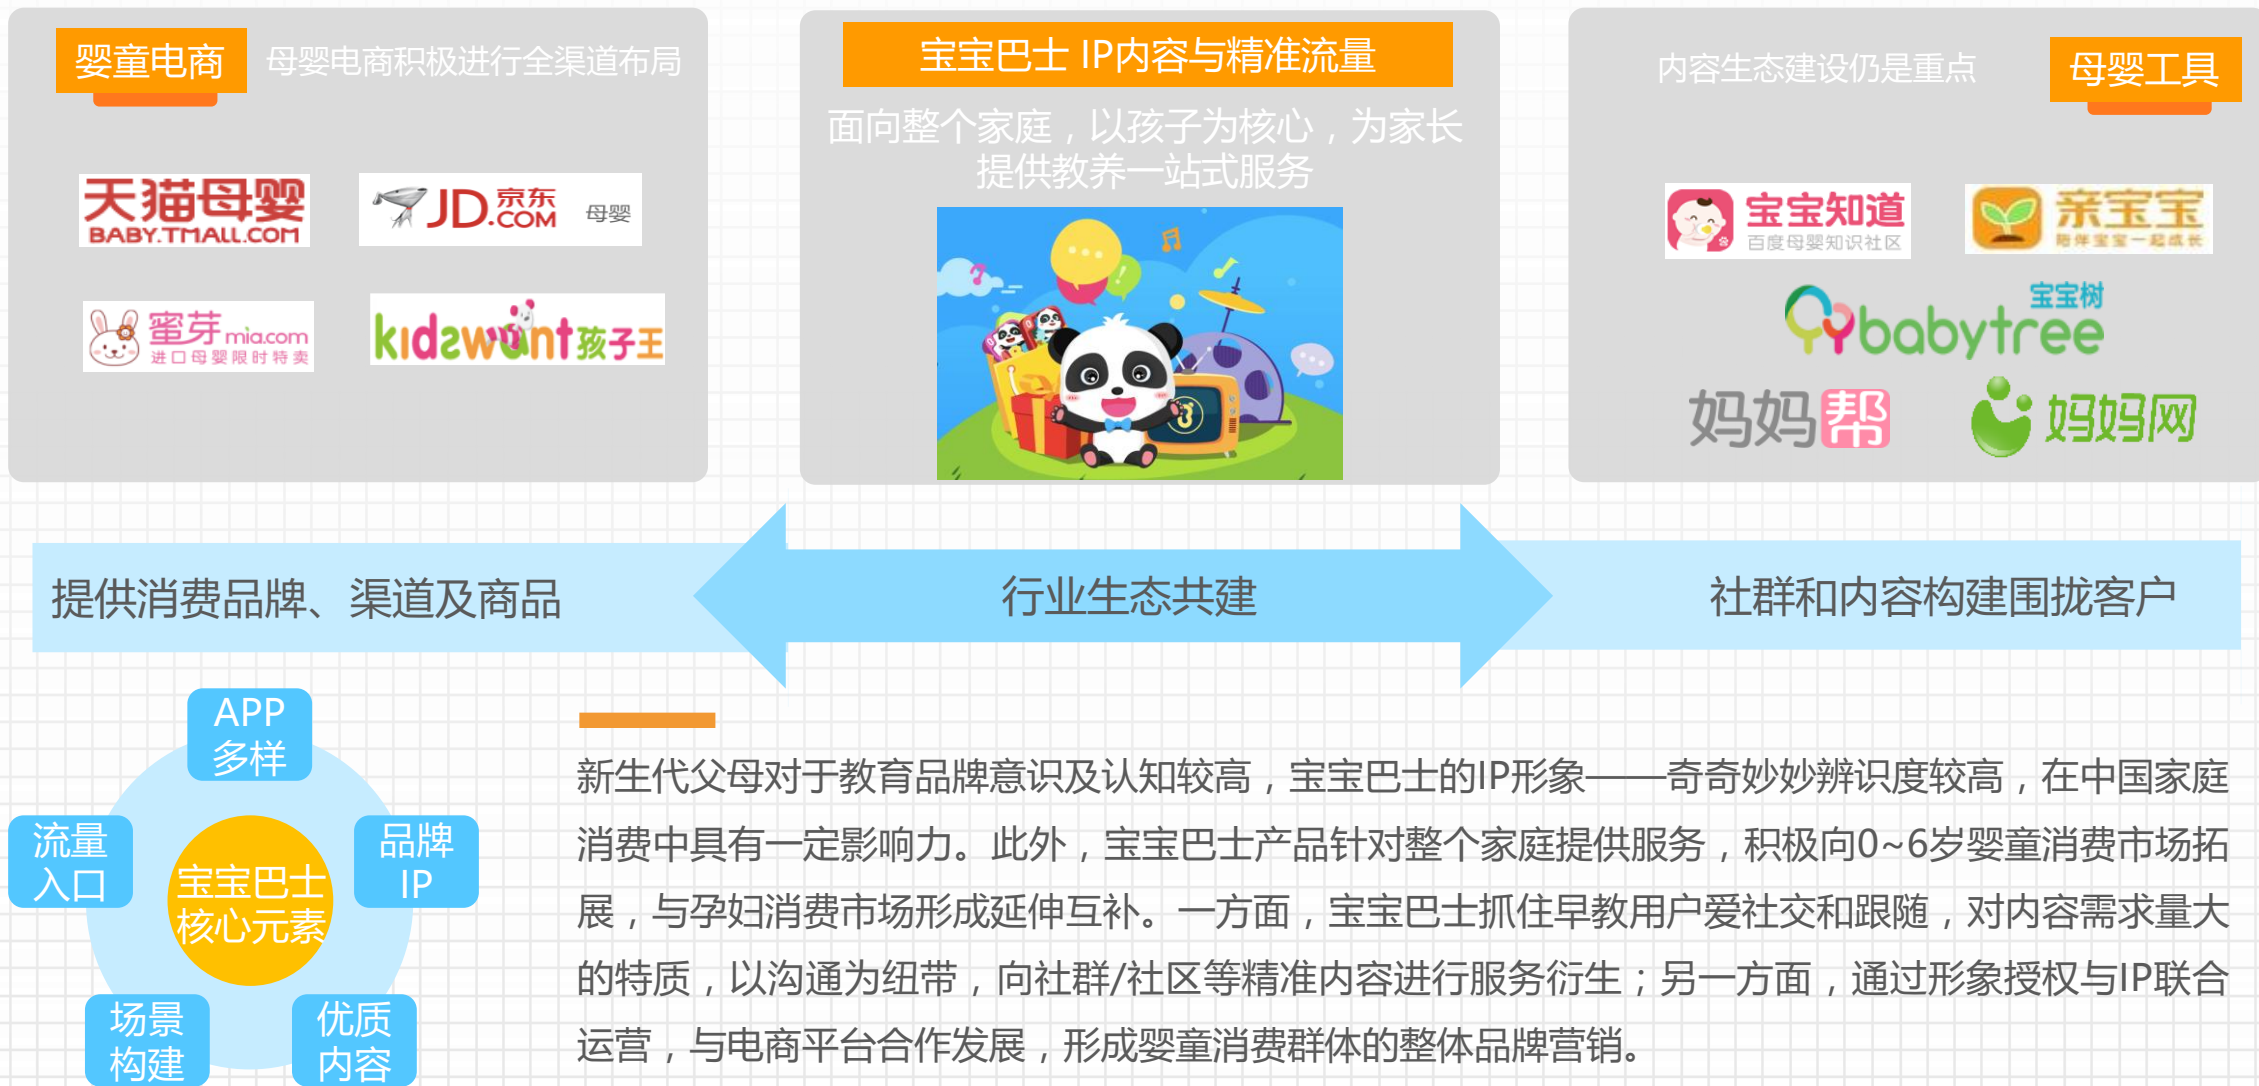 婴童电商
母婴电商积极进行全渠道布局
天猫母婴
BABY.TMALL.COM
JD.京东
COM
母婴
蜜芽 mia.com
进口母婴限时特卖
kidswant孩子王
宝宝巴士 IP内容与精准流量
面向整个家庭，以孩子为核心，为家长
提供教养一站式服务
内容生态建设仍是重点
母婴工具
宝宝知道
百度母婴知识社区
亲宝宝
陪伴宝宝一起成长
宝宝树
babytree
妈妈帮
妈妈网
提供消费品牌、渠道及商品
行业生态共建
社群和内容构建围拢客户
APP
多样
流量
入口
品牌
IP
宝宝巴士
核心元素
场景
构建
优质
内容
新生代父母对于教育品牌意识及认知较高，宝宝巴士的IP形象——奇奇妙妙辨识度较高，在中国家庭
消费中具有一定影响力。此外，宝宝巴士产品针对整个家庭提供服务，积极向0~6岁婴童消费市场拓
展，与孕妇消费市场形成延伸互补。一方面，宝宝巴士抓住早教用户爱社交和跟随，对内容需求量大
的特质，以沟通为纽带，向社群/社区等精准内容进行服务衍生；另一方面，通过形象授权与IP联合
运营，与电商平台合作发展，形成婴童消费群体的整体品牌营销。